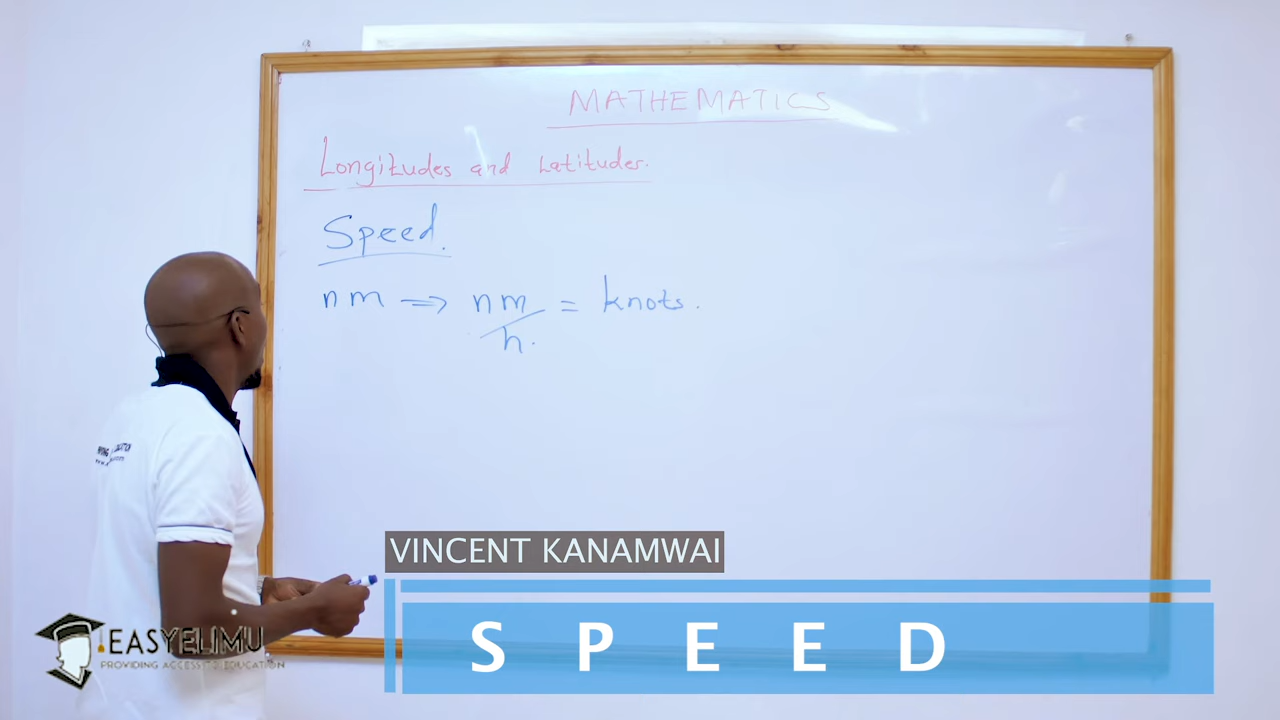 MATHEMATICS
Longitudes and Latitudes.
Speed.
nm ⇒ nm/h. = knots.
VINCENT KANAMWAI
SPEED
EASYELIMU
PROVIDING ACCESS TO EDUCATION